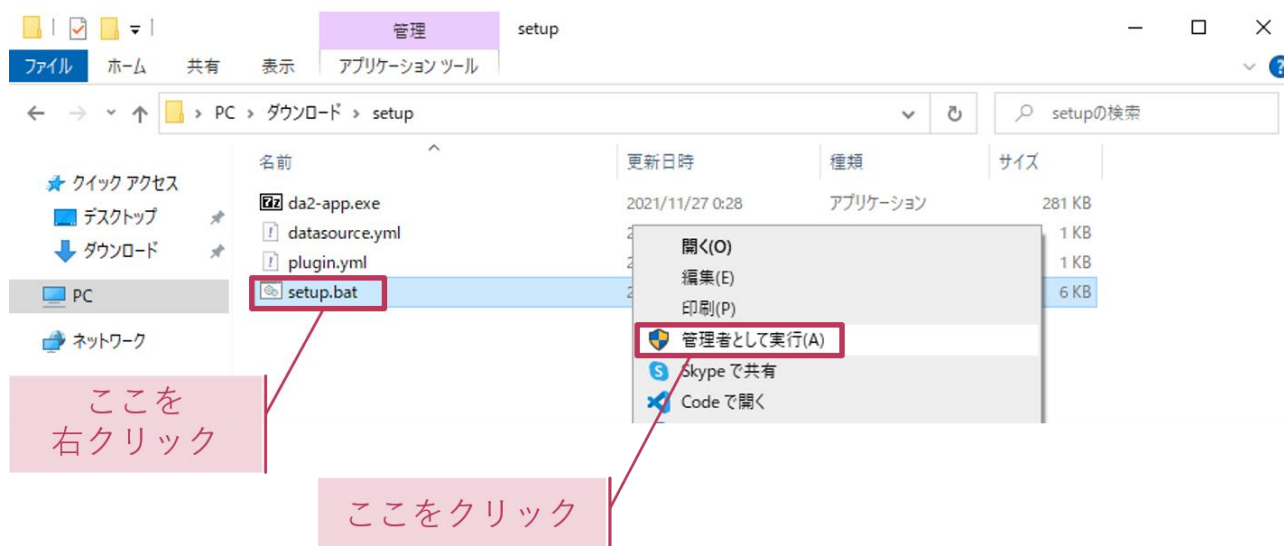 管理 setup
ファイル ホーム 共有 表示 アプリケーション ツール
PC › ダウンロード › setup setupの検索
名前 更新日時 種類 サイズ
クイック アクセス
デスクトップ
ダウンロード
PC
ネットワーク
da2-app.exe 2021/11/27 0:28 アプリケーション 281 KB
datasource.yml 1 KB
plugin.yml 1 KB
setup.bat 6 KB
開く(O)
編集(E)
印刷(P)
管理者として実行(A)
Skype で共有
Code で開く
ここを
右クリック
ここをクリック